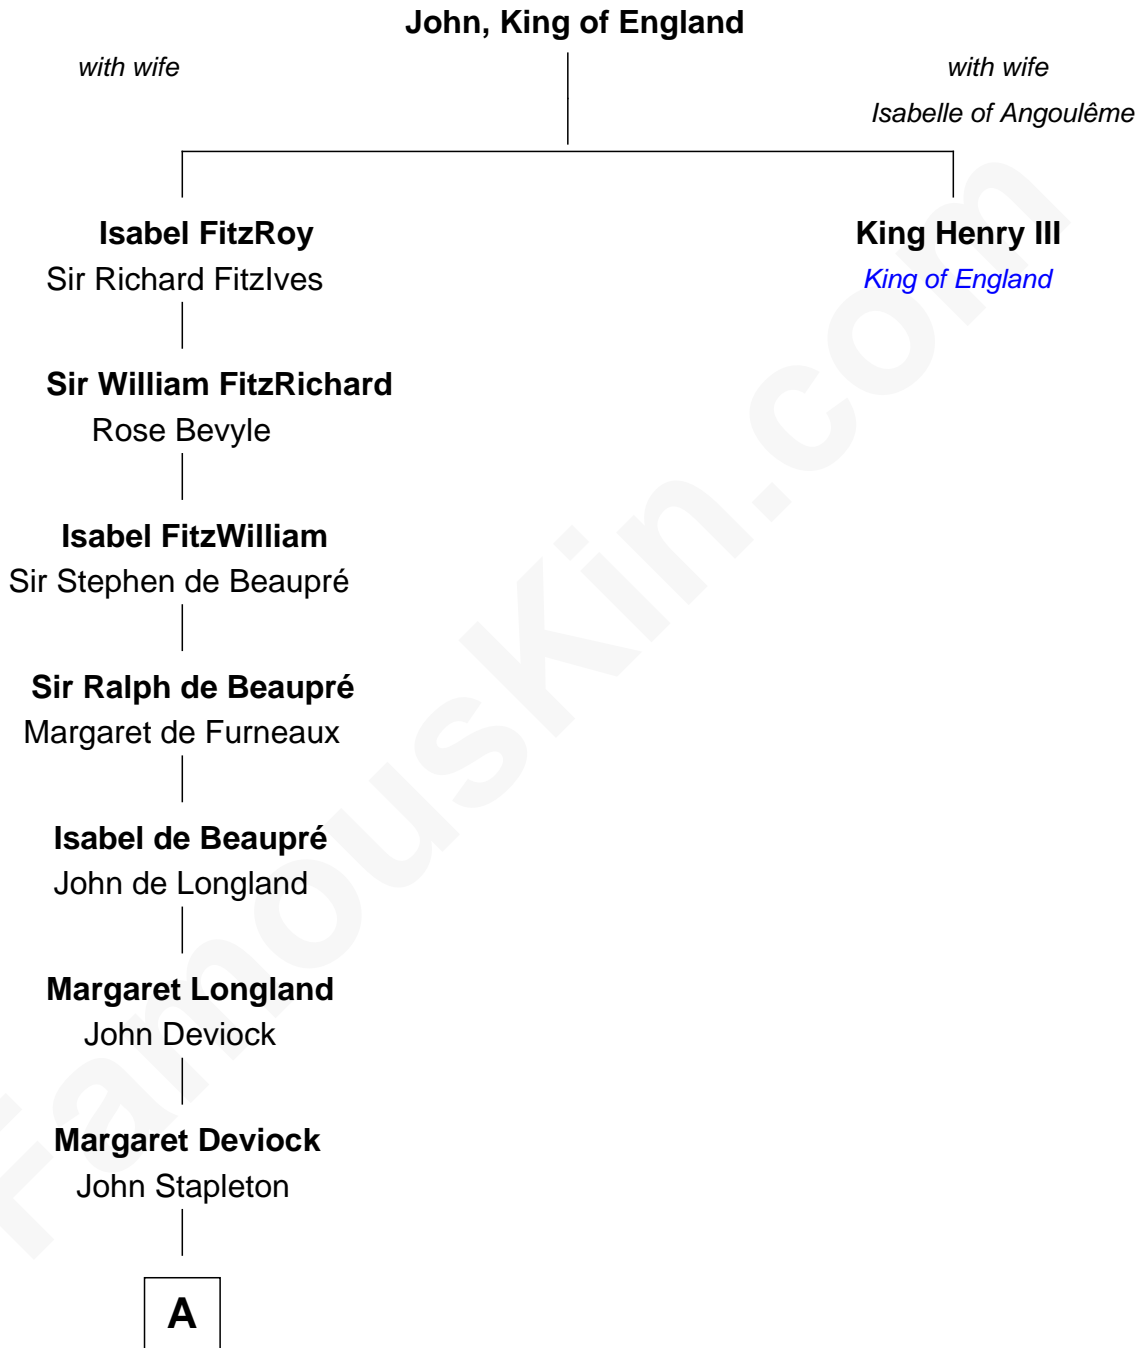 John, King of England
with wife
with wife
Isabelle of Angoulême
Isabel FitzRoy
Sir Richard FitzIves
King Henry III
King of England
Sir William FitzRichard
Rose Bevyle
Isabel FitzWilliam
Sir Stephen de Beaupré
Sir Ralph de Beaupré
Margaret de Furneaux
Isabel de Beaupré
John de Longland
Margaret Longland
John Deviock
Margaret Deviock
John Stapleton
A
FamousKin.com